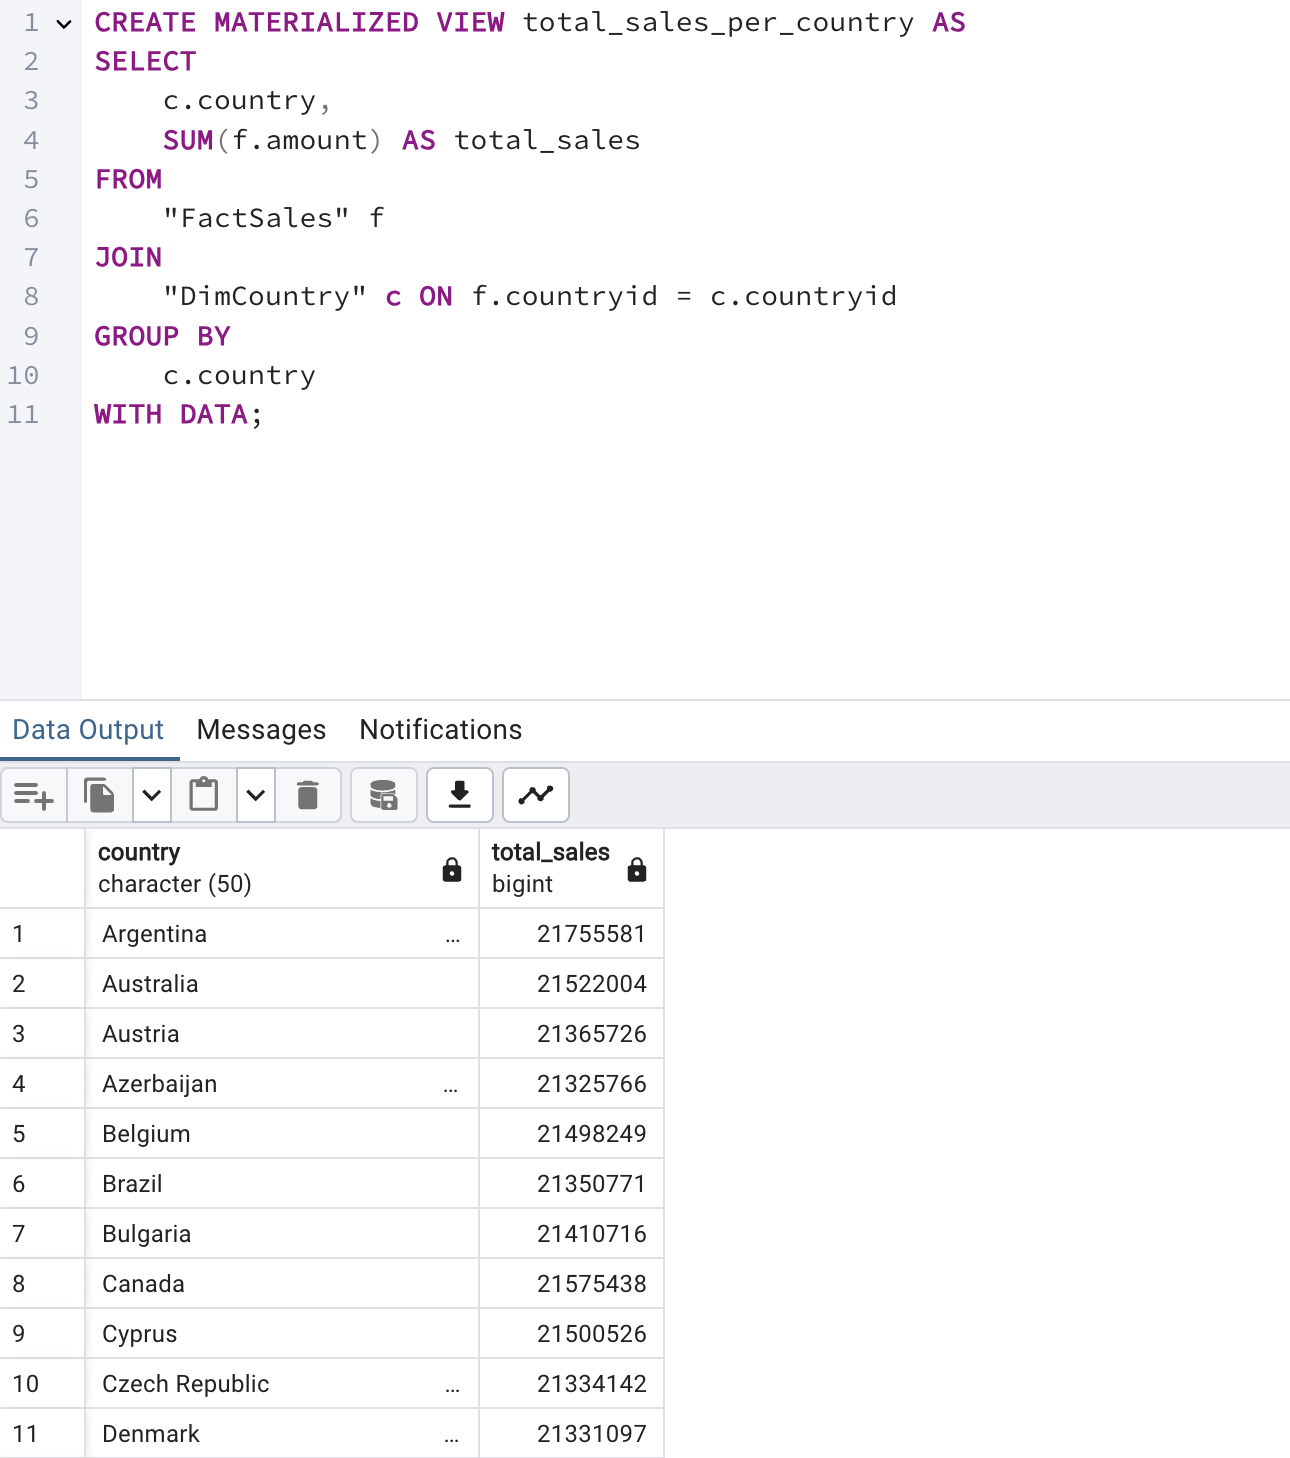 1 CREATE MATERIALIZED VIEW total_sales_per_country AS
2 SELECT
3 c.country,
4 SUM(f.amount) AS total_sales
5 FROM
6 "FactSales" f
7 JOIN
8 "DimCountry" c ON f.countryid = c.countryid
9 GROUP BY
10 c.country
11 WITH DATA;
Data Output Messages Notifications
country total_sales
character (50) bigint
1 Argentina ... 21755581
2 Australia 21522004
3 Austria 21365726
4 Azerbaijan ... 21325766
5 Belgium 21498249
6 Brazil 21350771
7 Bulgaria 21410716
8 Canada 21575438
9 Cyprus 21500526
10 Czech Republic ... 21334142
11 Denmark ... 21331097